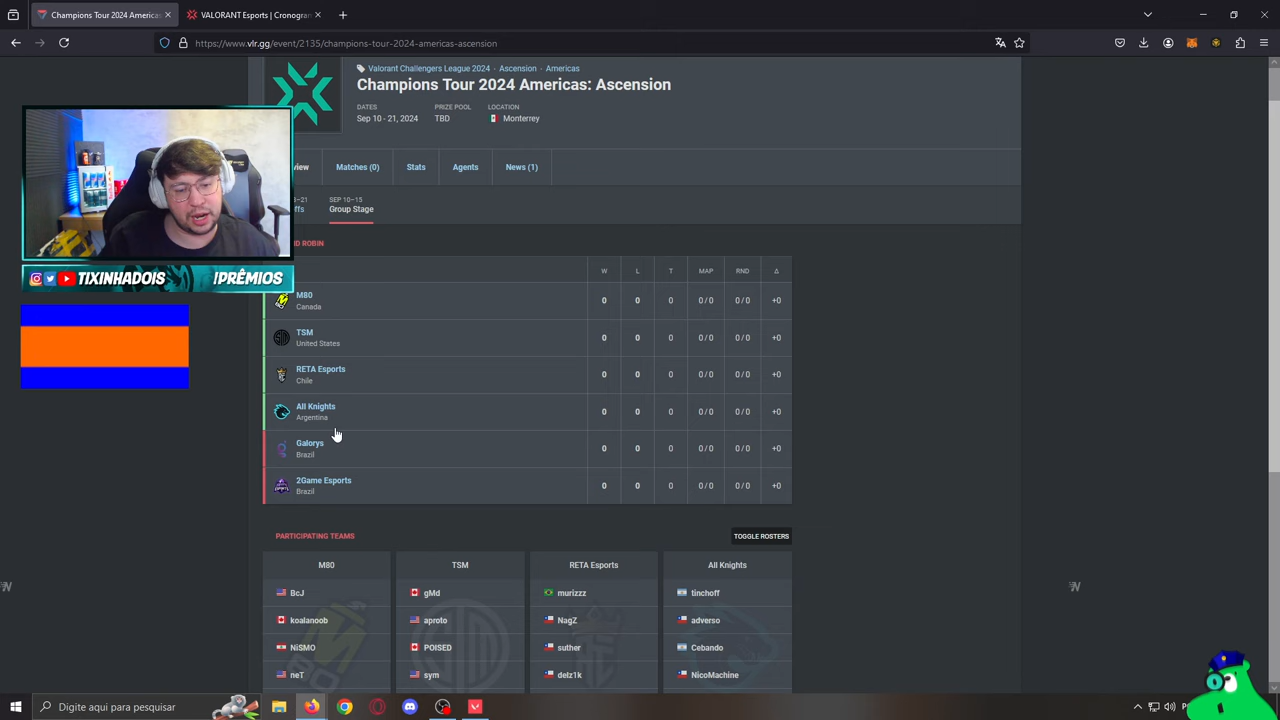 Champions Tour 2024 America:
VALORANT Esports | Cronogram
https://www.vlr.gg/event/2135/champions-tour-2024-americas-ascension
Valorant Challengers League 2024 · Ascension · Americas
Champions Tour 2024 Americas: Ascension
DATES PRIZE POOL LOCATION
Sep 10 - 21, 2024 TBD Monterrey
view Matches (0) Stats Agents News (1)
–21 SEP 10–15
ffs Group Stage
TIXINHADOIS !PRÊMIOS
ND ROBIN
W L T MAP RND Δ
M80 0 0 0 0 / 0 0 / 0 +0
Canada
TSM 0 0 0 0 / 0 0 / 0 +0
United States
RETA Esports 0 0 0 0 / 0 0 / 0 +0
Chile
All Knights 0 0 0 0 / 0 0 / 0 +0
Argentina
Galorys 0 0 0 0 / 0 0 / 0 +0
Brazil
2Game Esports 0 0 0 0 / 0 0 / 0 +0
Brazil
PARTICIPATING TEAMS TOGGLE ROSTERS
M80 TSM RETA Esports All Knights
BcJ gMd murizzz tinchoff
koalanoob aproto NagZ adverso
NiSMO POISED suther Cebando
neT sym delz1k NicoMachine
Digite aqui para pesquisar